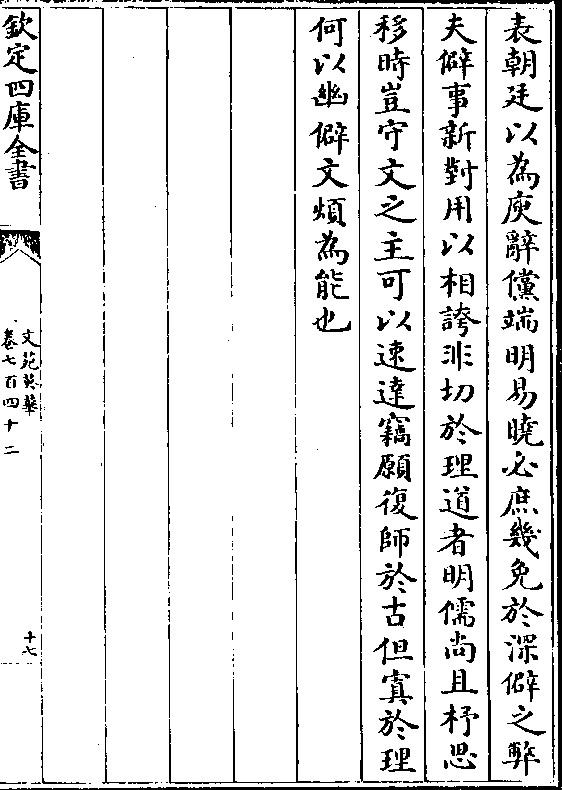 表朝廷以為庾辭儻端明易曉必庶幾免於深僻之弊
夫僻事新對用以相誇非切於理道者明儒尚且杼思
移時豈守文之主可以速達竊願復師於古但寘於理
何以幽僻文煩為能也
欽定四庫全書
文苑英華
卷七百四十二
十七